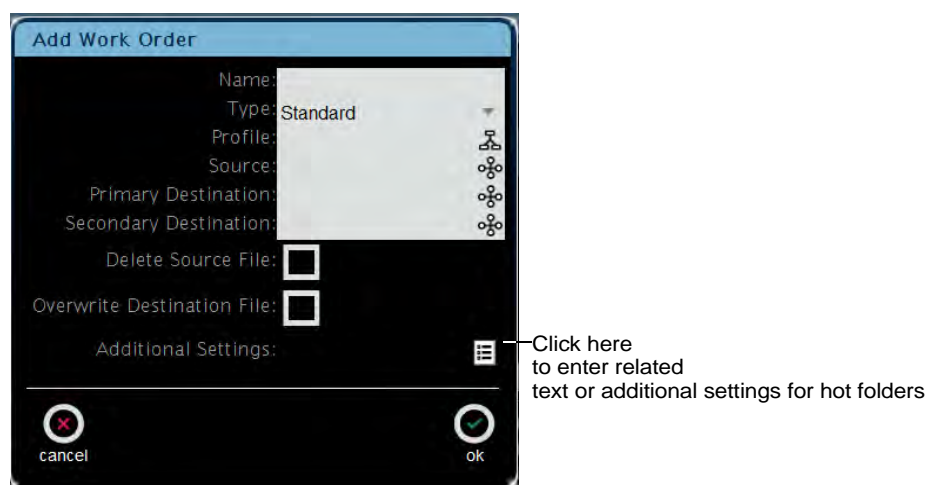 Add Work Order
Name:
Type: Standard
Profile:
Source:
Primary Destination:
Secondary Destination:
Delete Source File:
Overwrite Destination File:
Additional Settings:
Click here
to enter related
text or additional settings for hot folders
cancel
ok